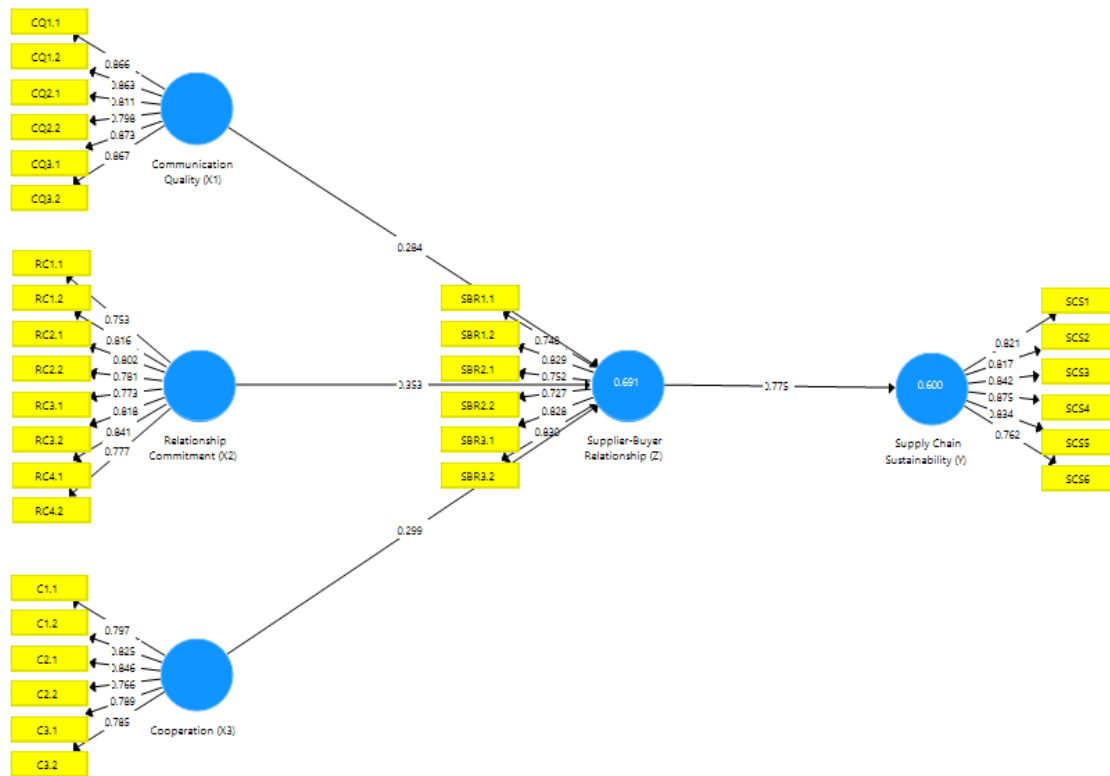 CQ1.1
CQ1.2
CQ2.1
CQ2.2
CQ3.1
CQ3.2
0.866
0.863
0.811
0.798
0.873
0.867
Communication
Quality (X1)
0.284
RC1.1
RC1.2
RC2.1
RC2.2
RC3.1
RC3.2
RC4.1
RC4.2
0.753
0.816
0.802
0.781
0.773
0.818
0.841
0.777
Relationship
Commitment (X2)
0.353
SBR1.1
SBR1.2
SBR2.1
SBR2.2
SBR3.1
SBR3.2
0.748
0.829
0.752
0.727
0.828
0.830
0.691
Supplier-Buyer
Relationship (Z)
0.775
0.600
Supply Chain
Sustainability (Y)
0.821
0.817
0.842
0.875
0.834
0.762
SCS1
SCS2
SCS3
SCS4
SCS5
SCS6
0.299
C1.1
C1.2
C2.1
C2.2
C3.1
C3.2
0.797
0.825
0.846
0.766
0.789
0.785
Cooperation (X3)